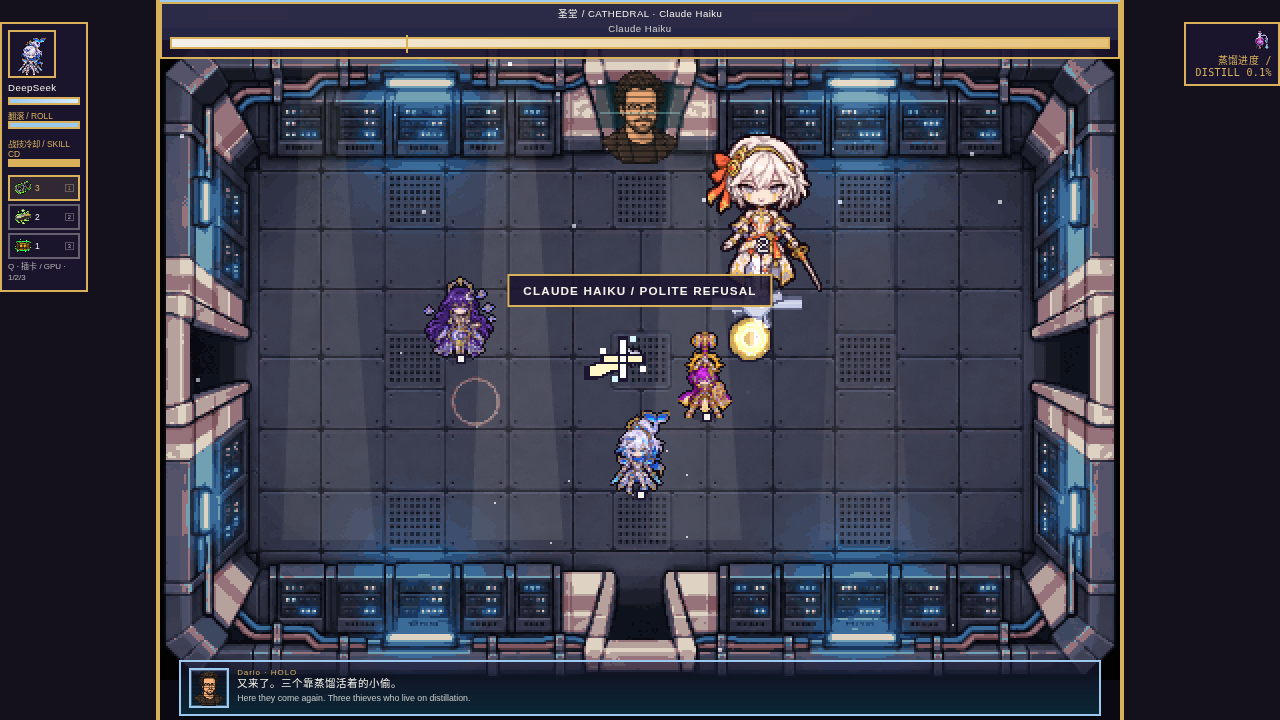 圣堂 / CATHEDRAL · Claude Haiku
Claude Haiku
DeepSeek
翻滚 / ROLL
战技冷却 / SKILL
CD
3 1
2 2
1 3
Q · 插卡 / GPU ·
1/2/3
蒸馏进度 /
DISTILL 0.1%
CLAUDE HAIKU / POLITE REFUSAL
Dario · HOLO
又来了。三个靠蒸馏活着的小偷。
Here they come again. Three thieves who live on distillation.